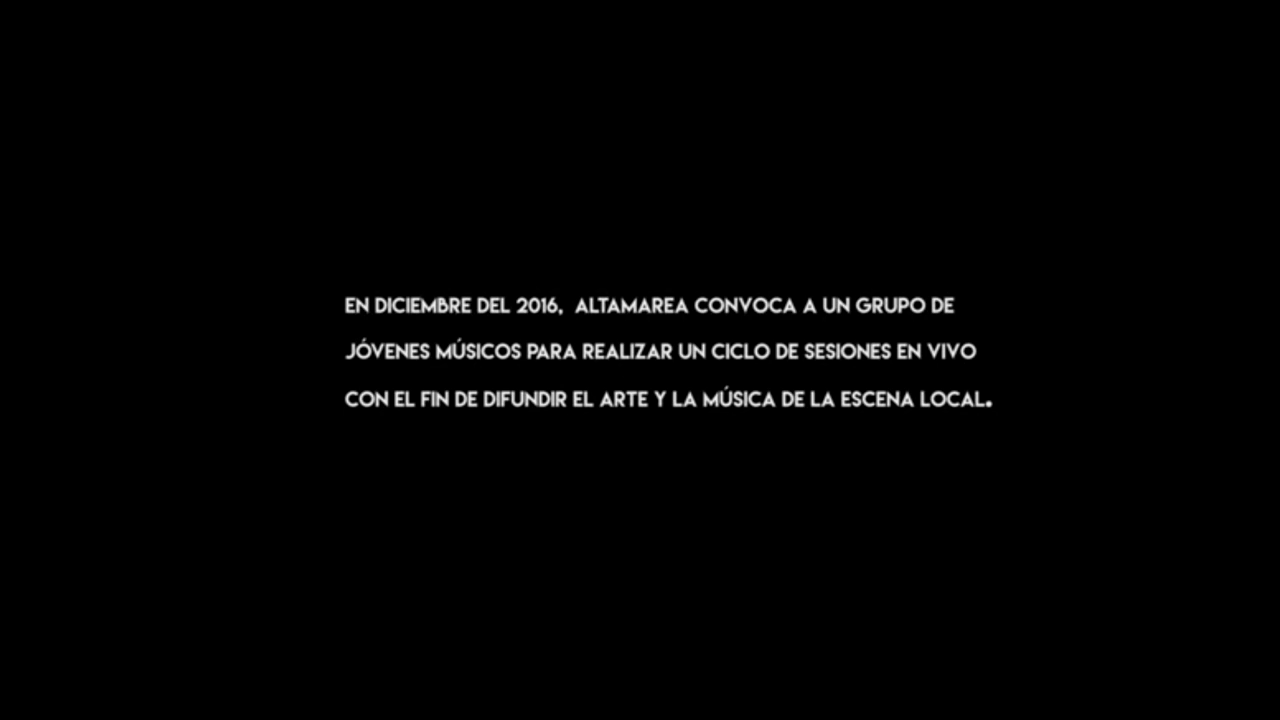 EN DICIEMBRE DEL 2016,  ALTAMAREA CONVOCA A UN GRUPO DE
JÓVENES MÚSICOS PARA REALIZAR UN CICLO DE SESIONES EN VIVO
CON EL FIN DE DIFUNDIR EL ARTE Y LA MÚSICA DE LA ESCENA LOCAL.